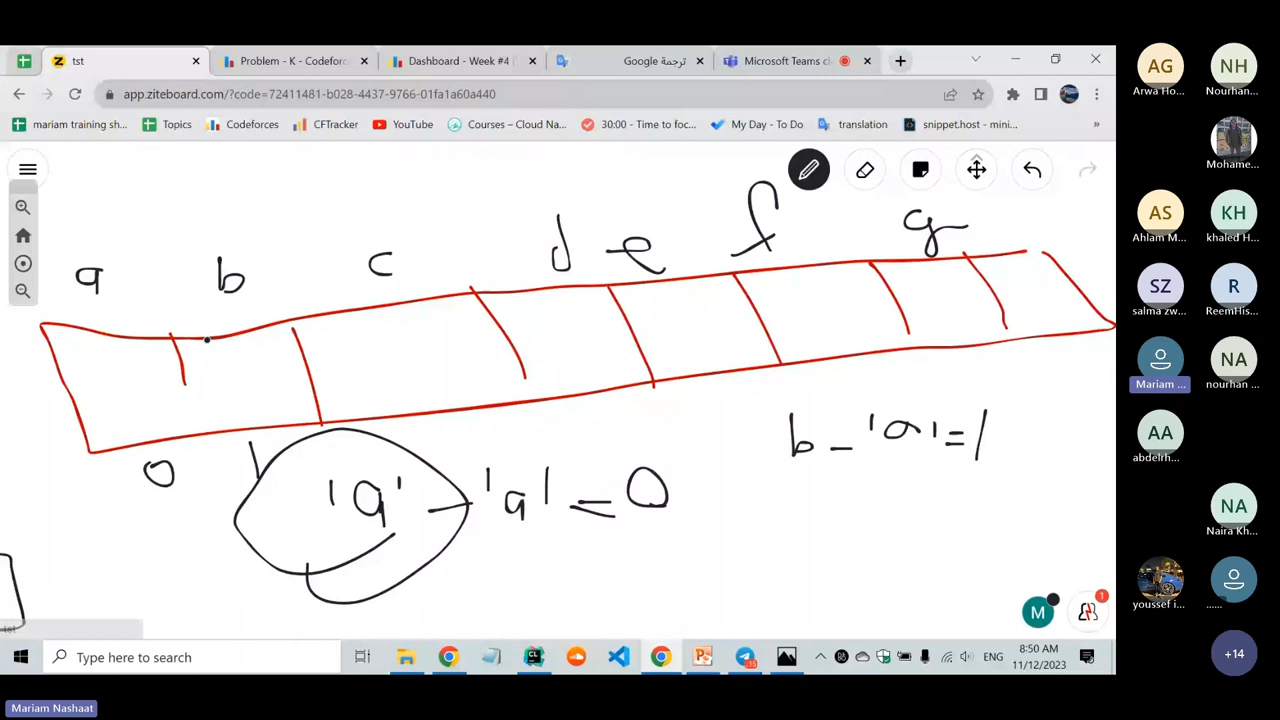 tst
Problem - K - Codeforc
Dashboard - Week #4 (
ترجمة Google
Microsoft Teams cl
app.ziteboard.com/?code=72411481-b028-4437-9766-01fa1a60a440
mariam training sh...
Topics
Codeforces
CFTracker
YouTube
Courses – Cloud Na...
30:00 - Time to foc...
My Day - To Do
translation
snippet.host - mini...
»
a b c d e f g
0 1
'a' - 'a' = 0
b - 'a' = 1
tst
M
1
Type here to search
15
ENG
8:50 AM
11/12/2023
AG
Arwa Ho...
NH
Nourhan...
Mohame...
AS
Ahlam M...
KH
khaled H...
SZ
salma zw...
R
ReemHis...
Mariam ...
NA
nourhan ...
AA
abdelrh...
NA
Naira Kh...
youssef i...
......
+14
Mariam Nashaat